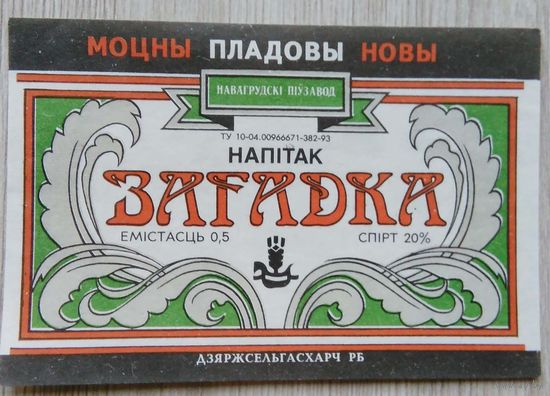 МОЦНЫ ПЛАДОВЫ НОВЫ
НАВАГРУДСКІ ПІЎЗАВОД
ТУ 10-04.00966671-382-93
НАПІТАК
ЗАГАДКА
ЕМІСТАСЦЬ 0,5 СПІРТ 20%
ДЗЯРЖСЕЛЬГАСХАРЧ РБ